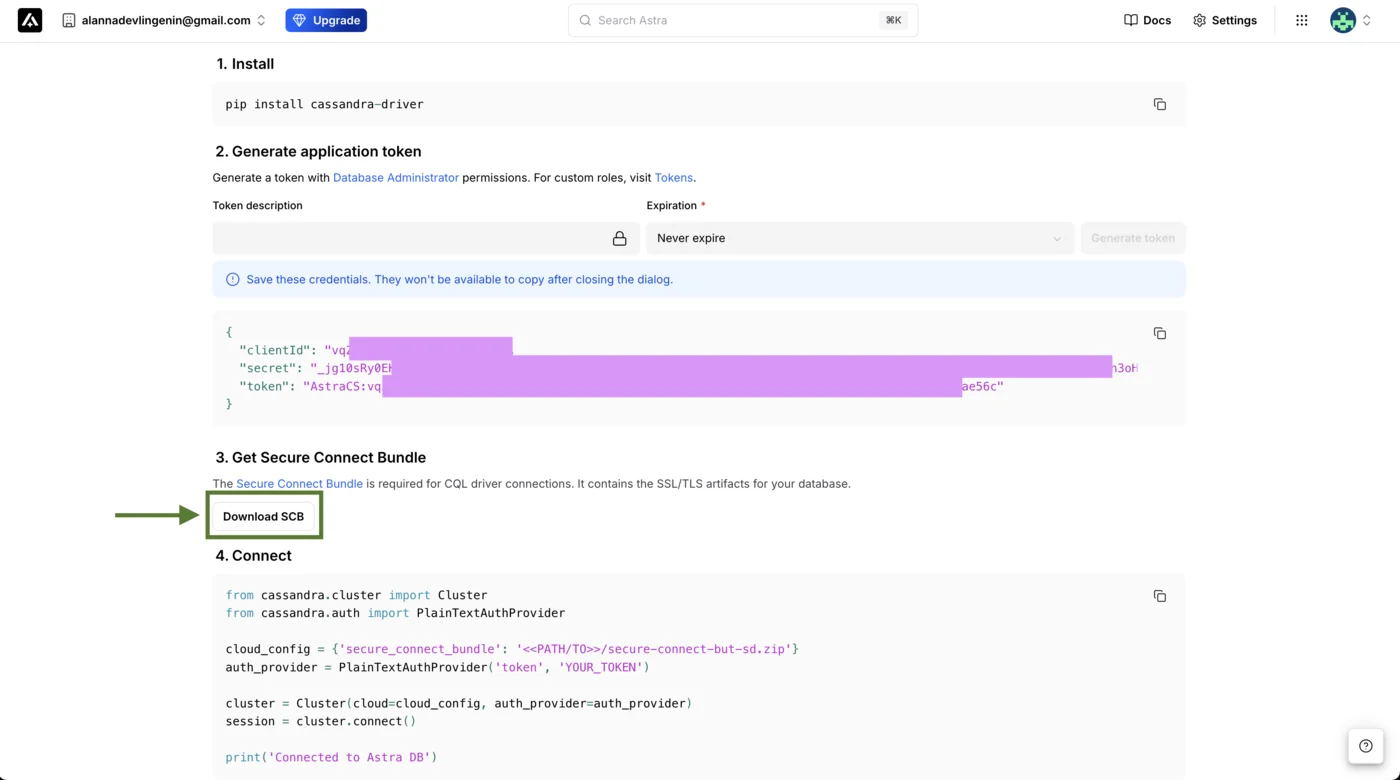 alannadevlingenin@gmail.com
Upgrade
Search Astra
⌘K
Docs
Settings
1. Install
pip install cassandra-driver
2. Generate application token
Generate a token with Database Administrator permissions. For custom roles, visit Tokens.
Token description
Expiration *
Never expire
Generate token
Save these credentials. They won't be available to copy after closing the dialog.
{
"clientId": "vq
"secret": "_jg10sRy0E 3oH
"token": "AstraCS:vq ae56c"
}
3. Get Secure Connect Bundle
The Secure Connect Bundle is required for CQL driver connections. It contains the SSL/TLS artifacts for your database.
Download SCB
4. Connect
from cassandra.cluster import Cluster
from cassandra.auth import PlainTextAuthProvider
cloud_config = {'secure_connect_bundle': '<<PATH/TO>>/secure-connect-but-sd.zip'}
auth_provider = PlainTextAuthProvider('token', 'YOUR_TOKEN')
cluster = Cluster(cloud=cloud_config, auth_provider=auth_provider)
session = cluster.connect()
print('Connected to Astra DB')